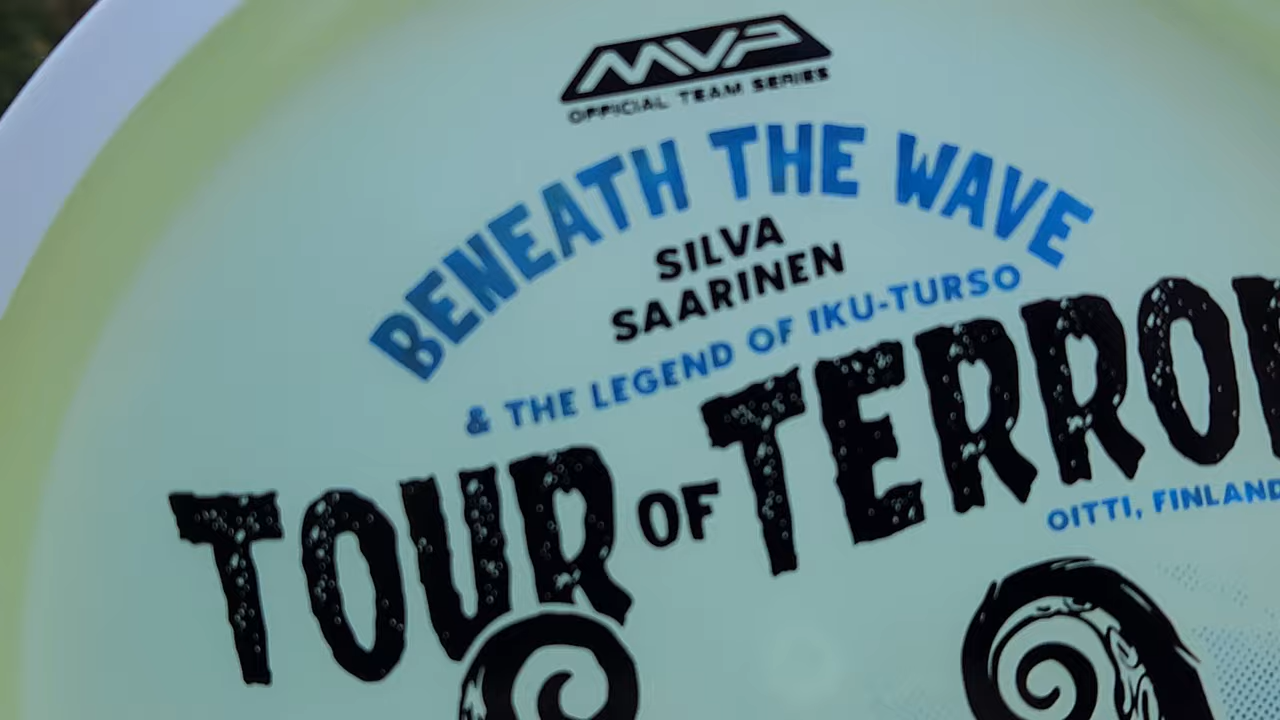 MVP
OFFICIAL TEAM SERIES
BENEATH THE WAVE
SILVA
SAARINEN
& THE LEGEND OF IKU-TURSO
TOUR OF TERROR
OITTI, FINLAND